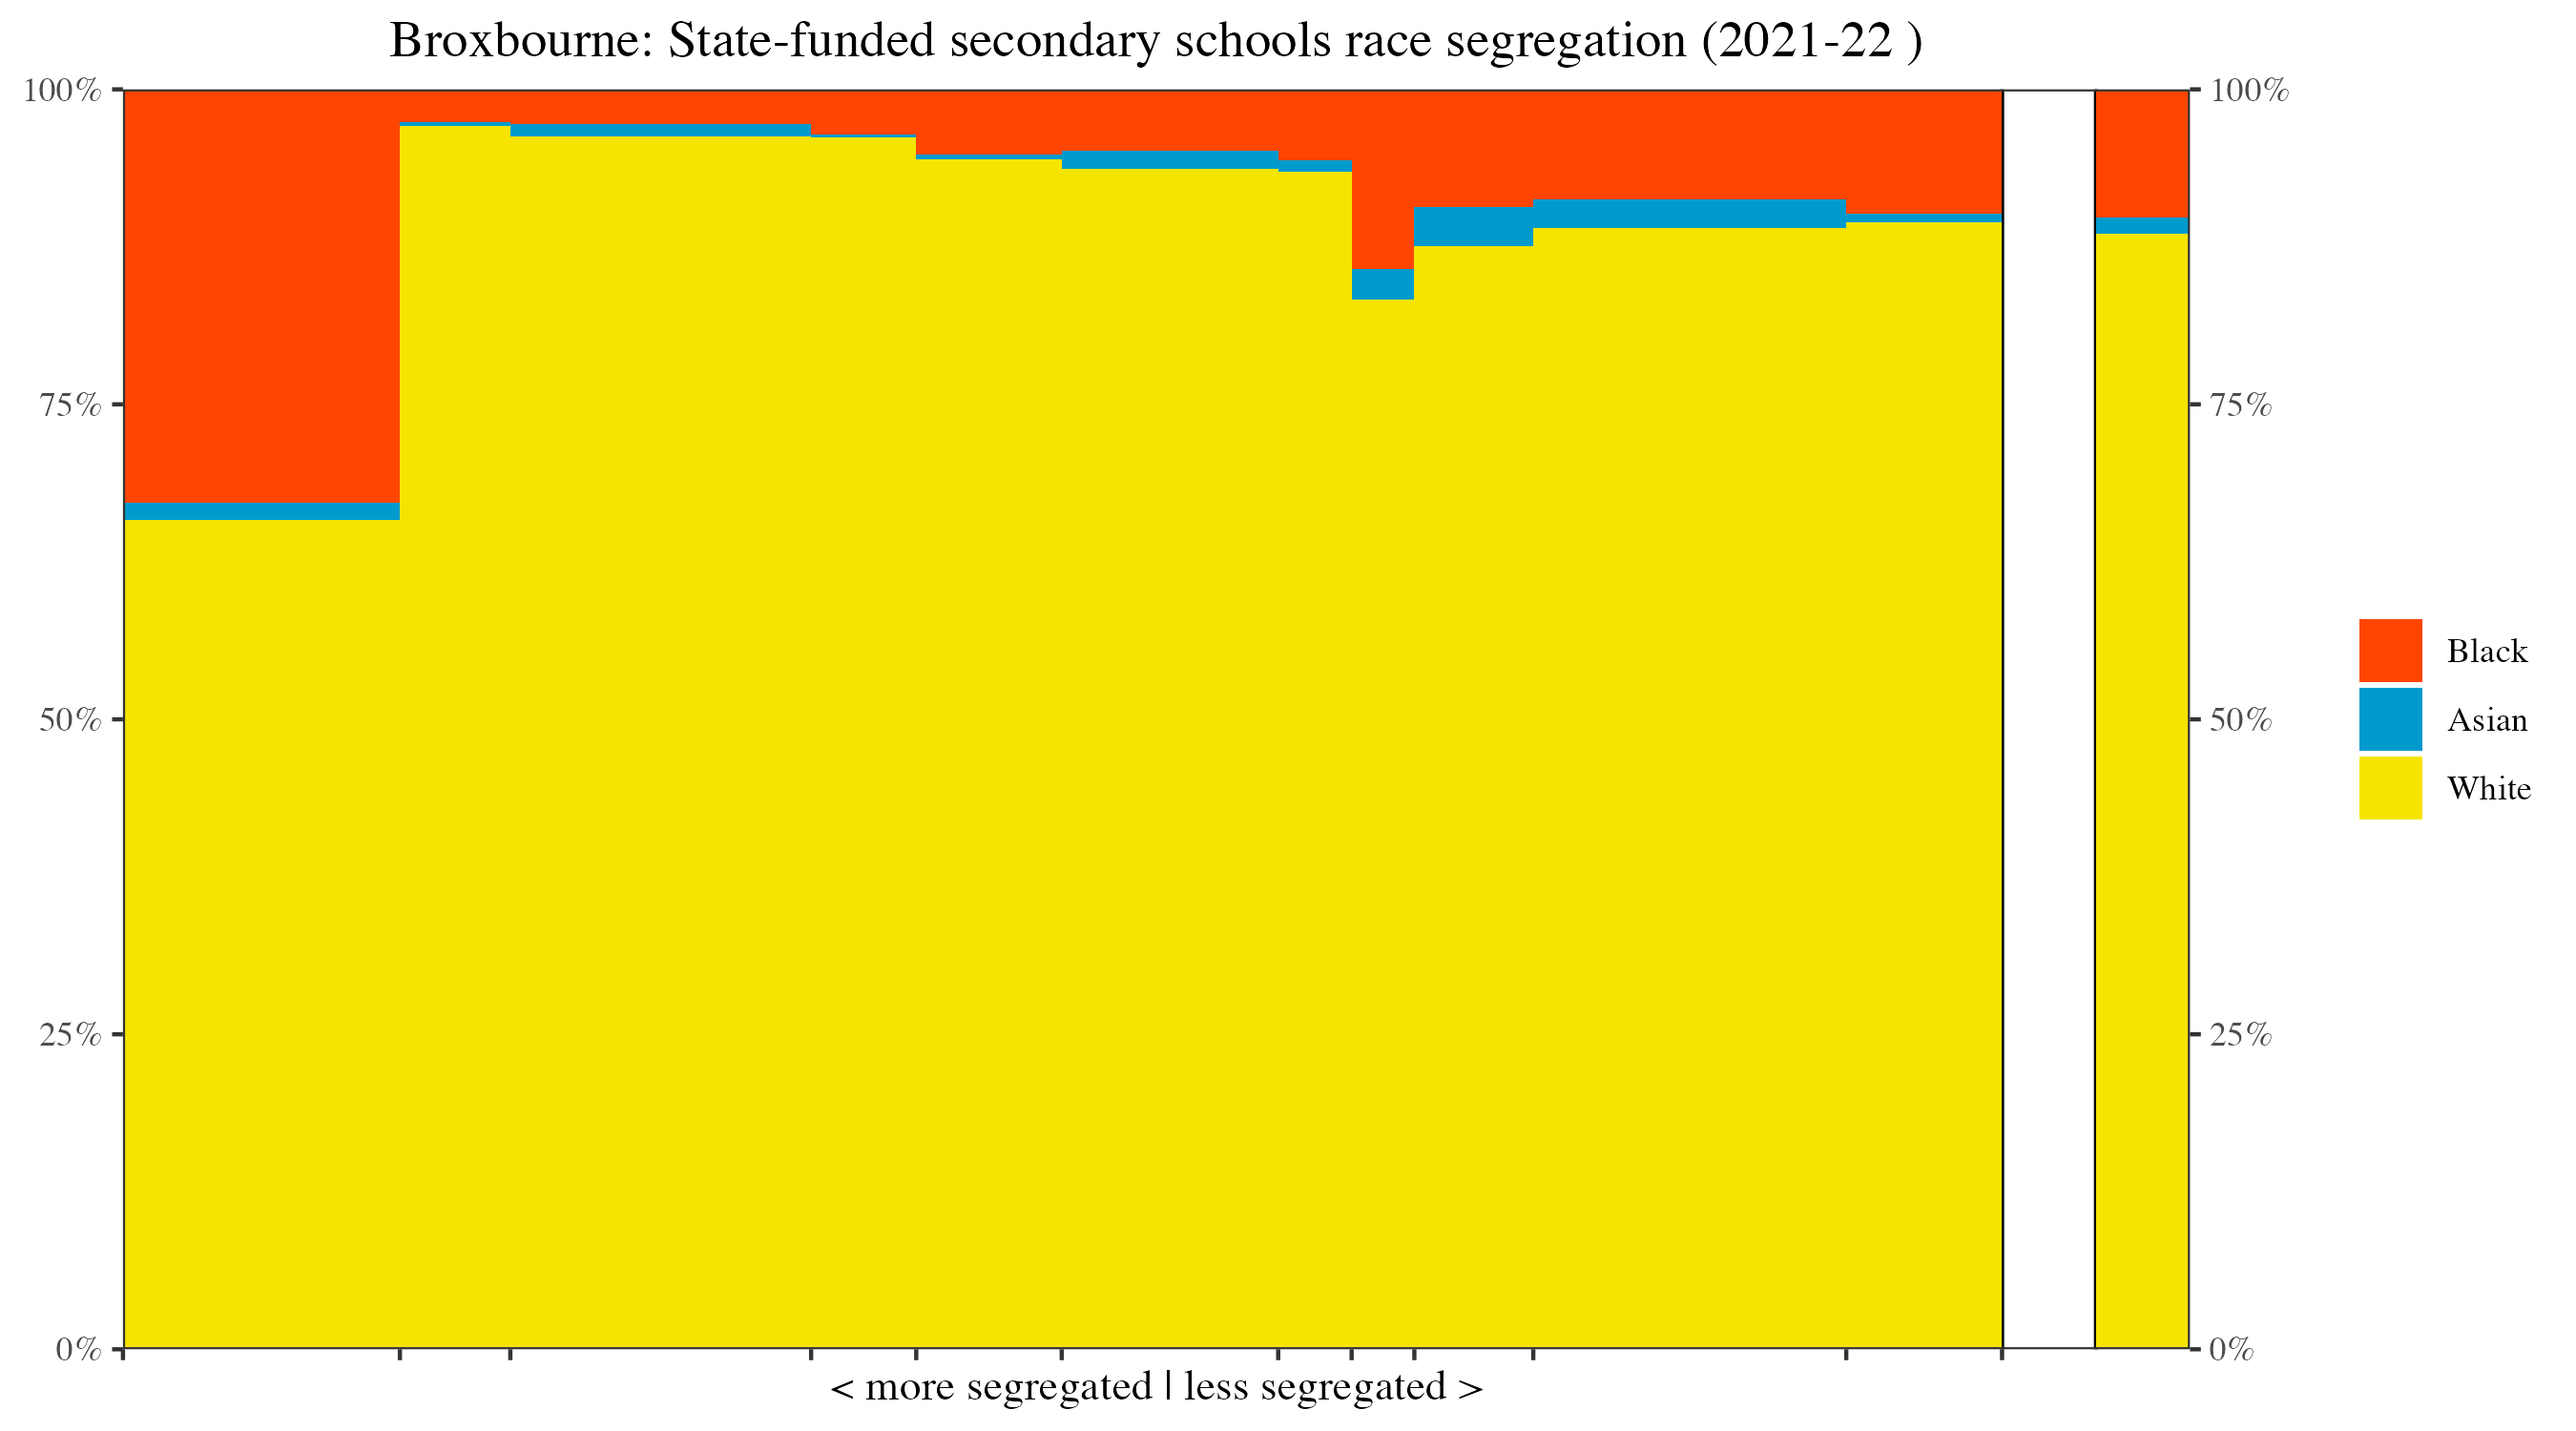 Broxbourne: State-funded secondary schools race segregation (2021-22 )
100%
75%
50%
25%
0%
100%
75%
50%
25%
0%
Black
Asian
White
< more segregated | less segregated >